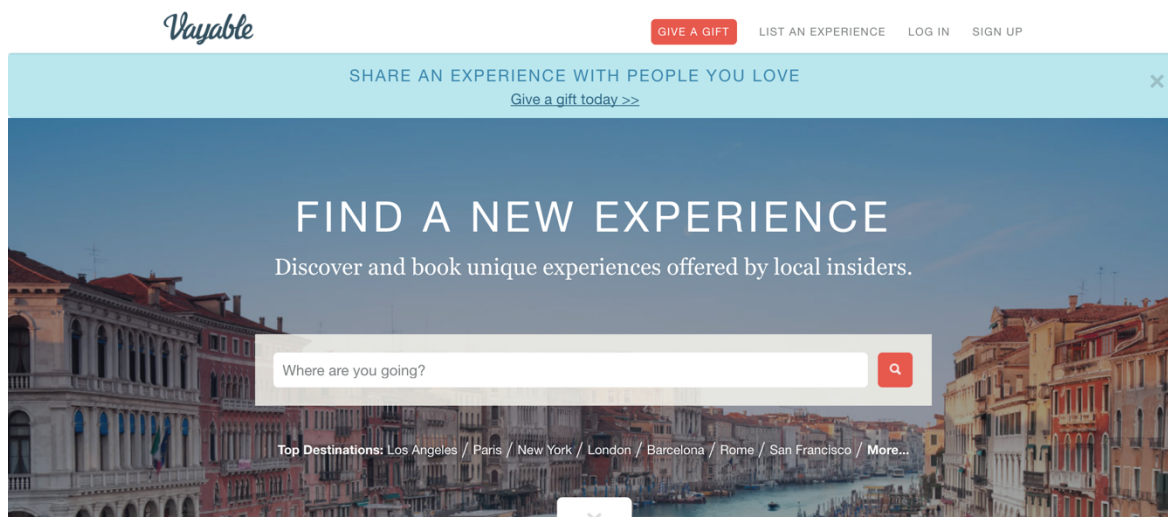 Vayable
GIVE A GIFT LIST AN EXPERIENCE LOG IN SIGN UP
SHARE AN EXPERIENCE WITH PEOPLE YOU LOVE
Give a gift today >>
FIND A NEW EXPERIENCE
Discover and book unique experiences offered by local insiders.
Where are you going?
Top Destinations: Los Angeles / Paris / New York / London / Barcelona / Rome / San Francisco / More...